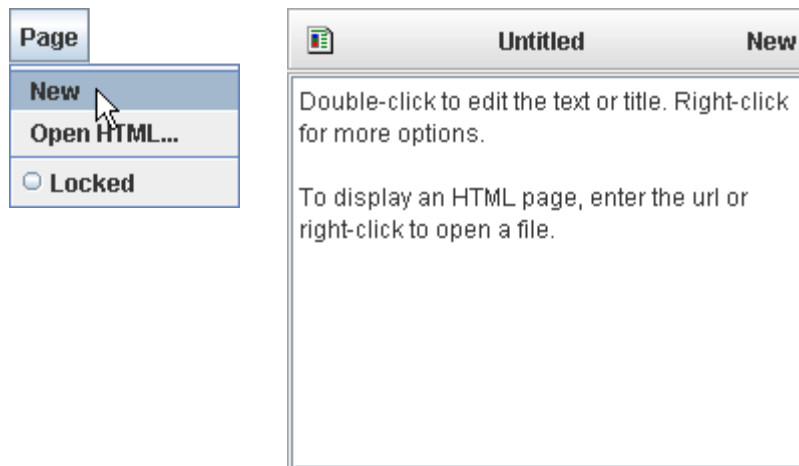 Page
New
Open HTML...
Locked
Untitled
New
Double-click to edit the text or title. Right-click
for more options.
To display an HTML page, enter the url or
right-click to open a file.